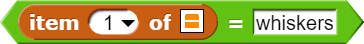 item 1 of = whiskers